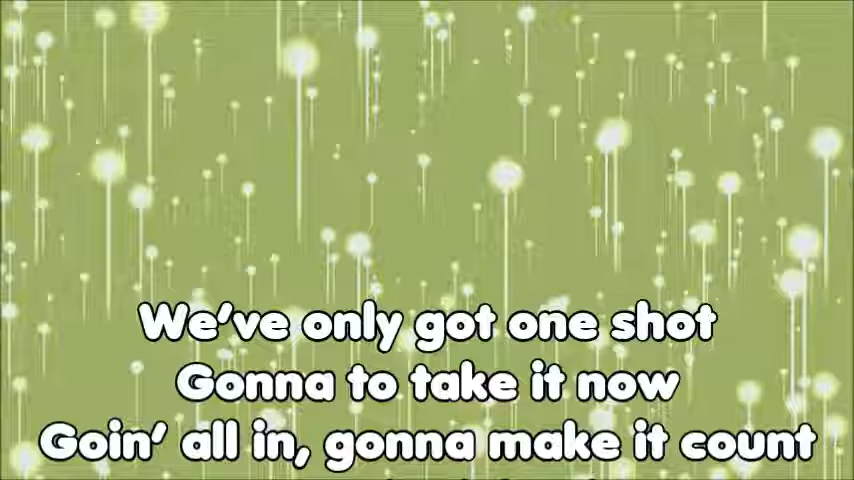 We've only got one shot
Gonna to take it now
Goin' all in, gonna make it count